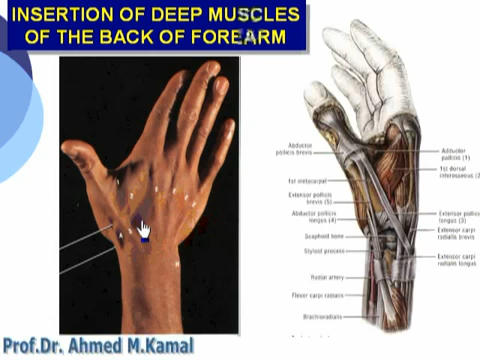 INSERTION OF DEEP MUSCLES
OF THE BACK OF FOREARM
Abductor
pollicis brevis
1st metacarpal
Extensor pollicis
brevis (5)
Abductor pollicis
longus (4)
Scaphoid bone
Styloid process
Radial artery
Flexor carpi radialis
Brachioradialis
Adductor
pollicis (1)
1st dorsal
interosseous (2
Extensor pollicis
longus (3)
Extensor carpi
radialis brevis
Extensor carpi
radialis longus
Prof.Dr. Ahmed M.Kamal